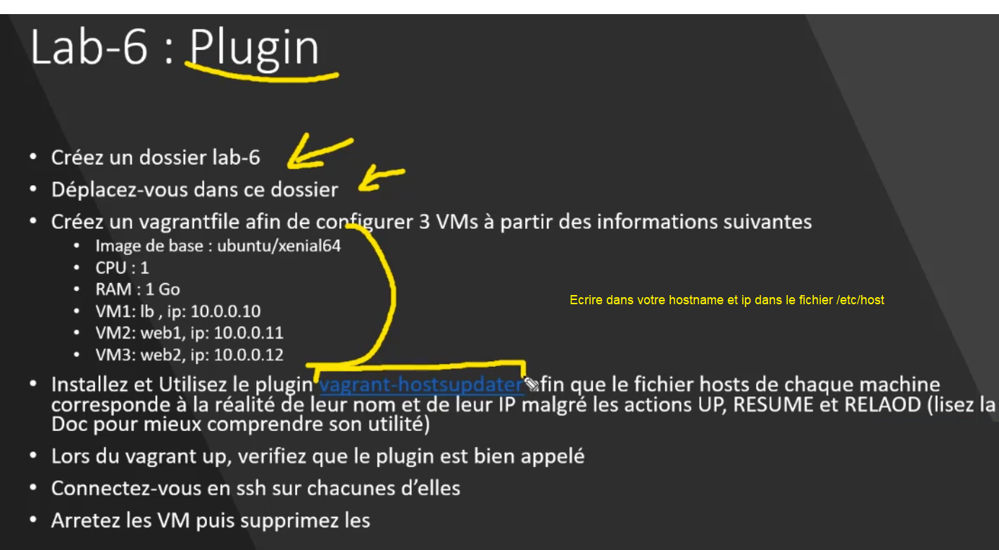 Lab-6 : Plugin
• Créez un dossier lab-6
• Déplacez-vous dans ce dossier
• Créez un vagrantfile afin de configurer 3 VMs à partir des informations suivantes
• Image de base : ubuntu/xenial64
• CPU : 1
• RAM : 1 Go
• VM1: lb , ip: 10.0.0.10
• VM2: web1, ip: 10.0.0.11
• VM3: web2, ip: 10.0.0.12
Ecrire dans votre hostname et ip dans le fichier /etc/host
• Installez et Utilisez le plugin vagrant-hostsupdater fin que le fichier hosts de chaque machine
correspende à la réalité de leur nom et de leur IP malgré les actions UP, RESUME et RELAOD (lisez la
Doc pour mieux comprendre son utilité)
• Lors du vagrant up, verifiez que le plugin est bien appelé
• Connectez-vous en ssh sur chacunes d'elles
• Arretez les VM puis supprimez les